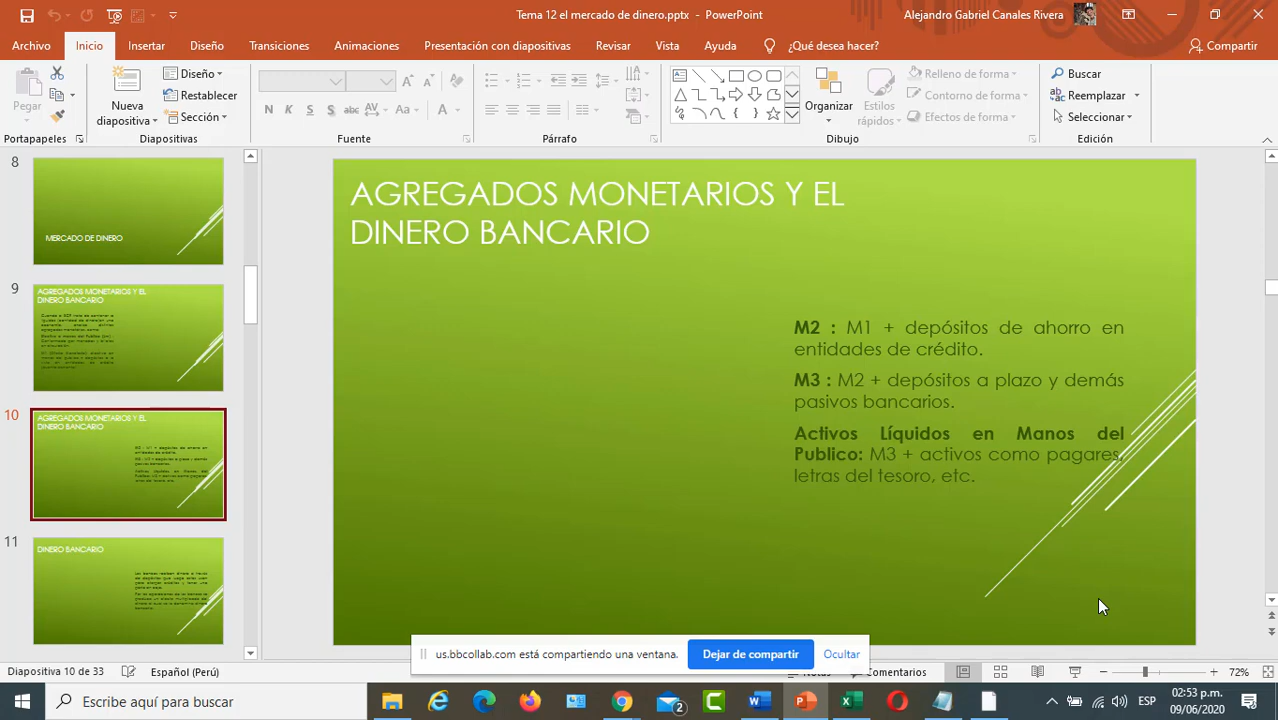 Tema 12 el mercado de dinero.pptx - PowerPoint
Alejandro Gabriel Canales Rivera
Archivo
Inicio
Insertar
Diseño
Transiciones
Animaciones
Presentación con diapositivas
Revisar
Vista
Ayuda
¿Qué desea hacer?
Compartir
Pegar
Nueva
diapositiva
Diseño
Restablecer
Sección
N K S S abc AV Aa A
Organizar
Estilos
rápidos
Relleno de forma
Contorno de forma
Efectos de forma
Buscar
Reemplazar
Seleccionar
Portapapeles
Diapositivas
Fuente
Párrafo
Dibujo
Edición
8
MERCADO DE DINERO
9
AGREGADOS MONETARIOS Y EL
DINERO BANCARIO
10
AGREGADOS MONETARIOS Y EL
DINERO BANCARIO
11
DINERO BANCARIO
AGREGADOS MONETARIOS Y EL
DINERO BANCARIO
M2 : M1 + depósitos de ahorro en
entidades de crédito.
M3 : M2 + depósitos a plazo y demás
pasivos bancarios.
Activos Líquidos en Manos del
Publico: M3 + activos como pagares,
letras del tesoro, etc.
us.bbcollab.com está compartiendo una ventana.
Dejar de compartir
Ocultar
Diapositiva 10 de 33
Español (Perú)
Notas
Comentarios
72%
Escribe aquí para buscar
2
ESP
02:53 p.m.
09/06/2020